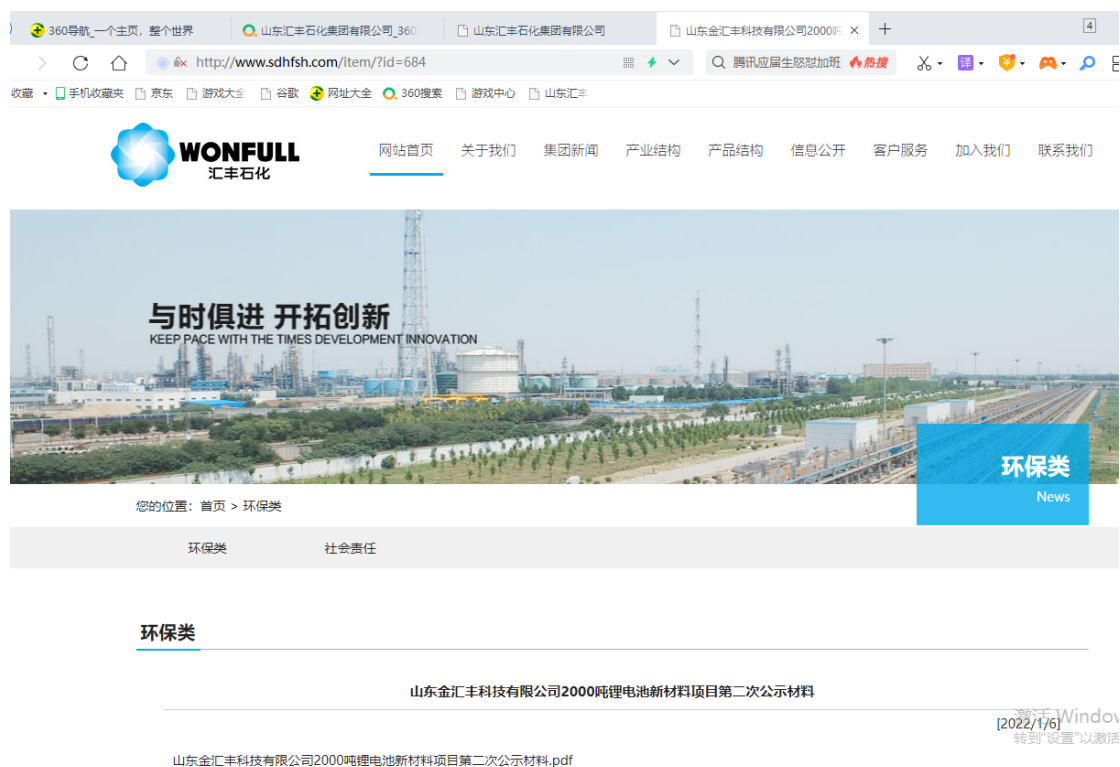 360导航_一个主页，整个世界
山东汇丰石化集团有限公司_360
山东汇丰石化集团有限公司
山东金汇丰科技有限公司2000吨
4
http://www.sdhfsh.com/item/?id=684
腾讯应届生怒怼加班
热搜
译
收藏
手机收藏夹
京东
游戏大全
谷歌
网址大全
360搜索
游戏中心
山东汇丰
WONFULL
汇丰石化
网站首页
关于我们
集团新闻
产业结构
产品结构
信息公开
客户服务
加入我们
联系我们
与时俱进 开拓创新
KEEP PACE WITH THE TIMES DEVELOPMENT INNOVATION
环保类
News
您的位置：首页 > 环保类
环保类
社会责任
环保类
山东金汇丰科技有限公司2000吨锂电池新材料项目第二次公示材料
[2022/1/6]
激活 Window
转到"设置"以激活
山东金汇丰科技有限公司2000吨锂电池新材料项目第二次公示材料.pdf